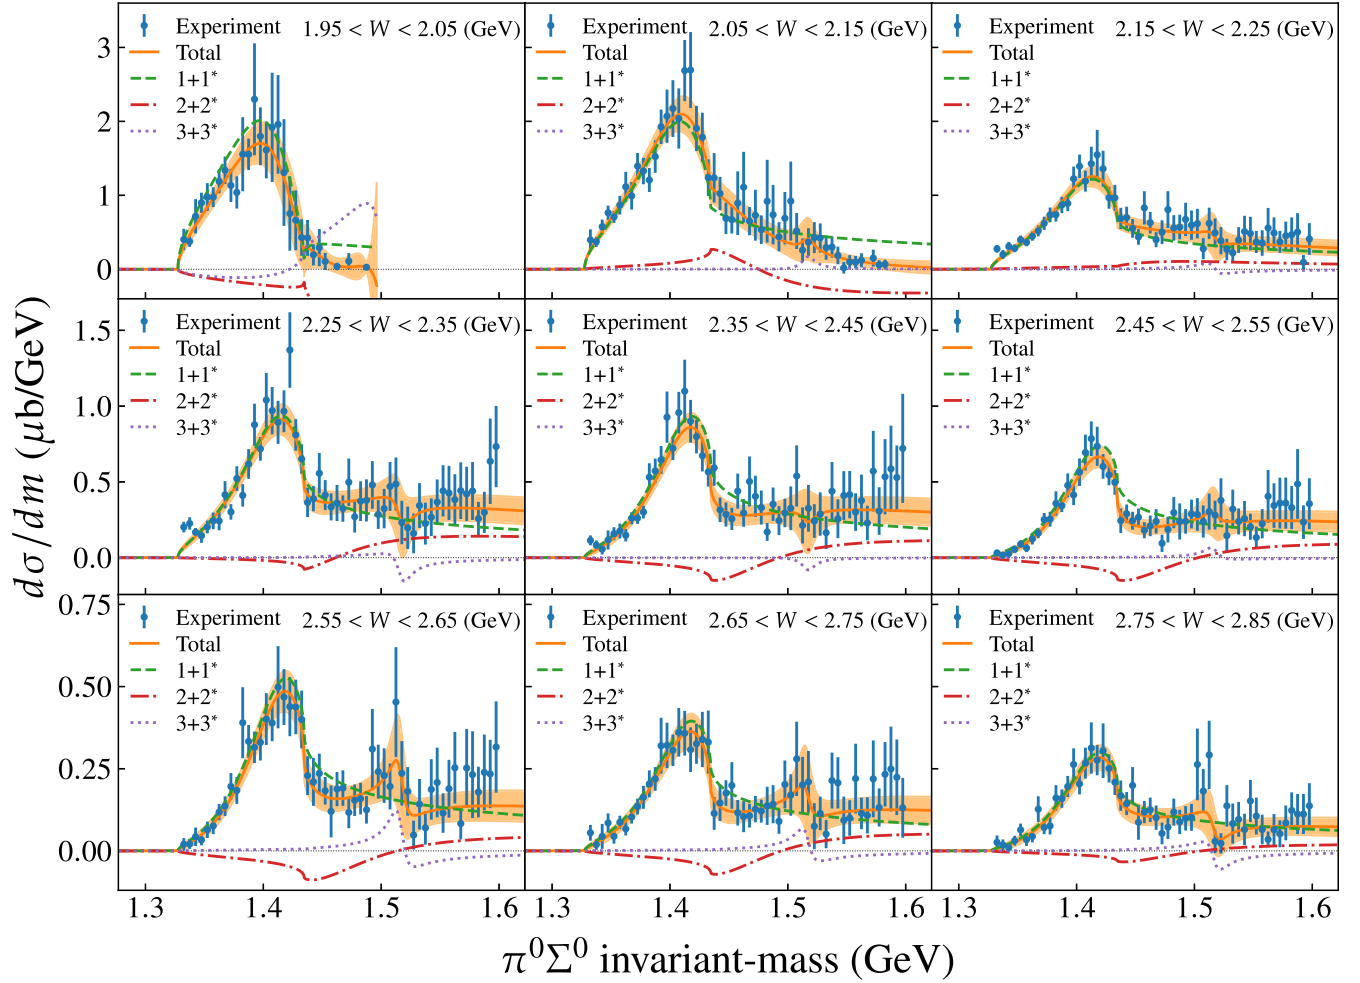 Experiment
1.95 < W < 2.05 (GeV)
Total
1+1*
2+2*
3+3*
Experiment
2.05 < W < 2.15 (GeV)
Total
1+1*
2+2*
3+3*
Experiment
2.15 < W < 2.25 (GeV)
Total
1+1*
2+2*
3+3*
3
2
1
0
Experiment
2.25 < W < 2.35 (GeV)
Total
1+1*
2+2*
3+3*
Experiment
2.35 < W < 2.45 (GeV)
Total
1+1*
2+2*
3+3*
Experiment
2.45 < W < 2.55 (GeV)
Total
1+1*
2+2*
3+3*
1.5
1.0
0.5
0.0
dσ/dm (μb/GeV)
Experiment
2.55 < W < 2.65 (GeV)
Total
1+1*
2+2*
3+3*
Experiment
2.65 < W < 2.75 (GeV)
Total
1+1*
2+2*
3+3*
Experiment
2.75 < W < 2.85 (GeV)
Total
1+1*
2+2*
3+3*
0.75
0.50
0.25
0.00
1.3 1.4 1.5 1.6 1.3 1.4 1.5 1.6 1.3 1.4 1.5 1.6
π⁰Σ⁰ invariant-mass (GeV)